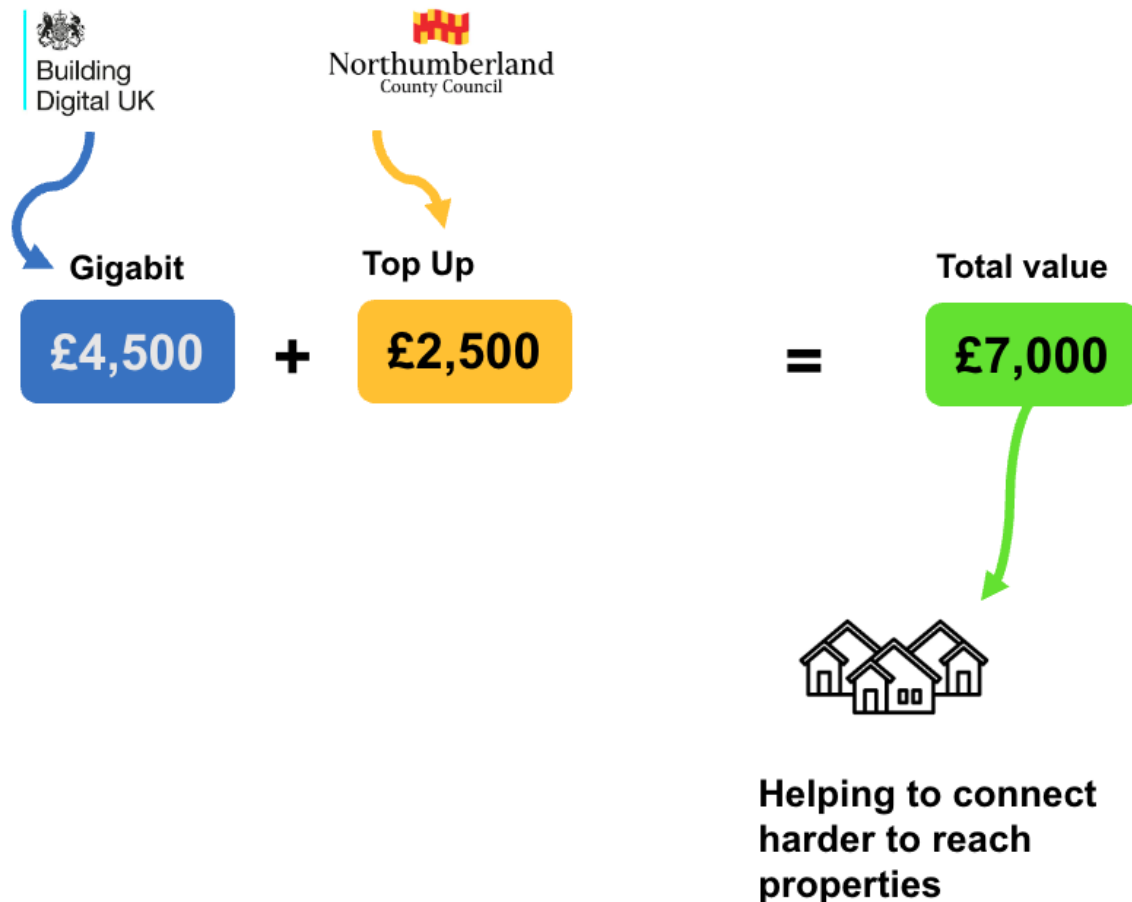 Building
Digital UK
Northumberland
County Council
Gigabit
Top Up
Total value
£4,500
+
£2,500
=
£7,000
Helping to connect
harder to reach
properties